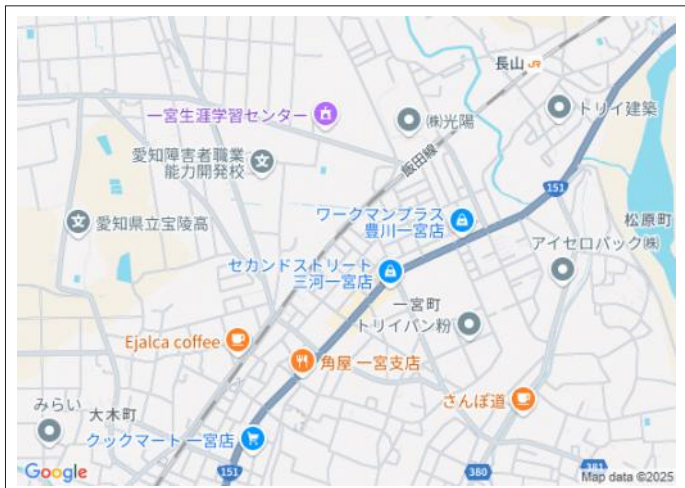 長山 JR
トリイ建築
一宮生涯学習センター
㈱光陽
飯田線
愛知障害者職業
能力開発校
151
松原町
愛知県立宝陵高
ワークマンプラス
豊川一宮店
アイセロパック㈱
セカンドストリート
三河一宮店
一宮町
トリイパン粉
Ejalca coffee
角屋 一宮支店
さんぽ道
みらい
大木町
クックマート 一宮店
151
380
381
Google
Map data ©2025